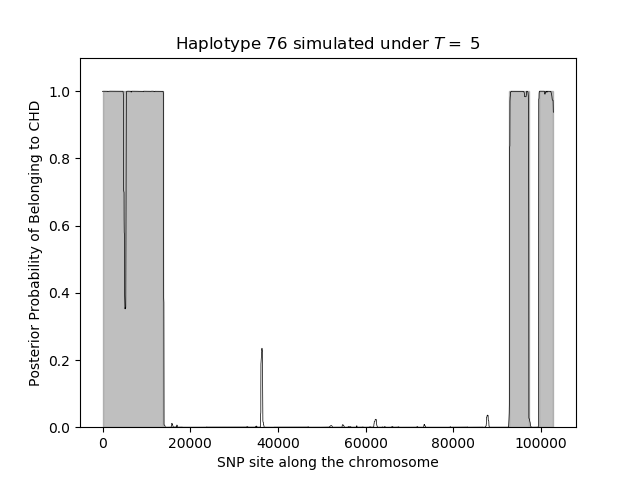 Haplotype 76 simulated under T = 5
Posterior Probability of Belonging to CHD
1.0
0.8
0.6
0.4
0.2
0.0
0 20000 40000 60000 80000 100000
SNP site along the chromosome